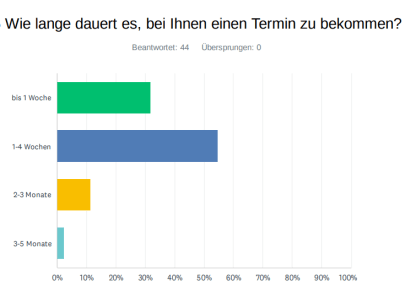 Wie lange dauert es, bei Ihnen einen Termin zu bekommen?
Beantwortet: 44 Übersprungen: 0
bis 1 Woche
1-4 Wochen
2-3 Monate
3-5 Monate
0% 10% 20% 30% 40% 50% 60% 70% 80% 90% 100%